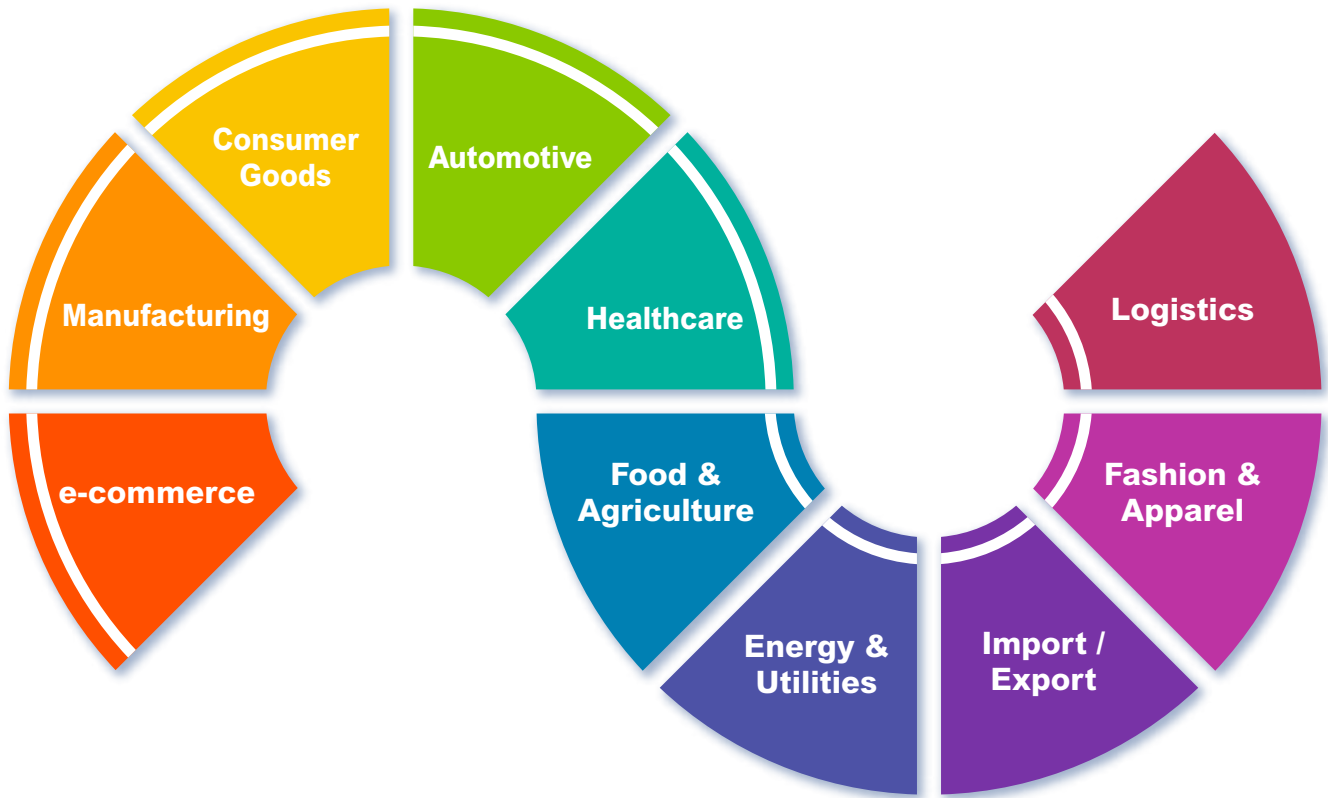 e-commerce
Manufacturing
Consumer
Goods
Automotive
Healthcare
Food &
Agriculture
Energy &
Utilities
Import /
Export
Fashion &
Apparel
Logistics